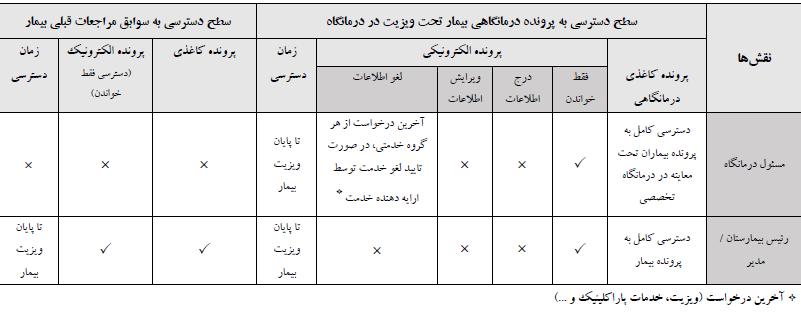 نقش‌ها
سطح دسترسی به پرونده درمانگاهی بیمار تحت ویزیت در درمانگاه
سطح دسترسی به سوابق مراجعات قبلی بیمار
پرونده کاغذی
درمانگاهی
پرونده الکترونیکی
زمان
دسترسی
پرونده کاغذی
پرونده الکترونیک
(دسترسی فقط
خواندن)
زمان
دسترسی
فقط
خواندن
درج
اطلاعات
ویرایش
اطلاعات
لغو اطلاعات
مسئول درمانگاه
دسترسی کامل به
پرونده بیماران تحت
معاینه در درمانگاه
تخصصی
✓
×
×
آخرین درخواست از هر
گروه خدمتی، در صورت
تایید لغو خدمت توسط
ارایه دهنده خدمت *
تا پایان
ویزیت
بیمار
×
×
×
رئیس بیمارستان /
مدیر
دسترسی کامل به
پرونده بیمار
✓
×
×
×
تا پایان
ویزیت
بیمار
✓
✓
تا پایان
ویزیت
بیمار
* آخرین درخواست (ویزیت، خدمات پاراکلینیک و ...)